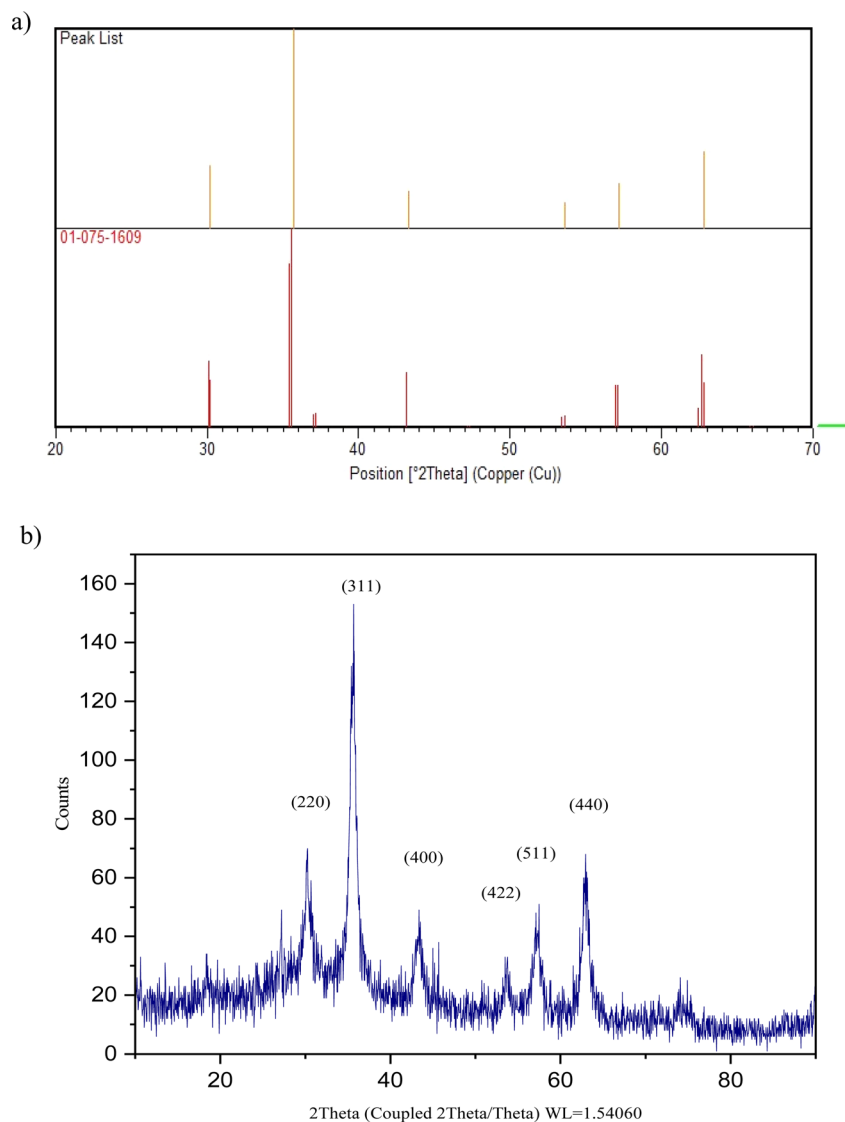 a)
Peak List
01-075-1609
20 30 40 50 60 70
Position [°2Theta] (Copper (Cu))
b)
160
140
120
100
80
60
40
20
0
Counts
(311)
(220)
(440)
(400)
(511)
(422)
20 40 60 80
2Theta (Coupled 2Theta/Theta) WL=1.54060